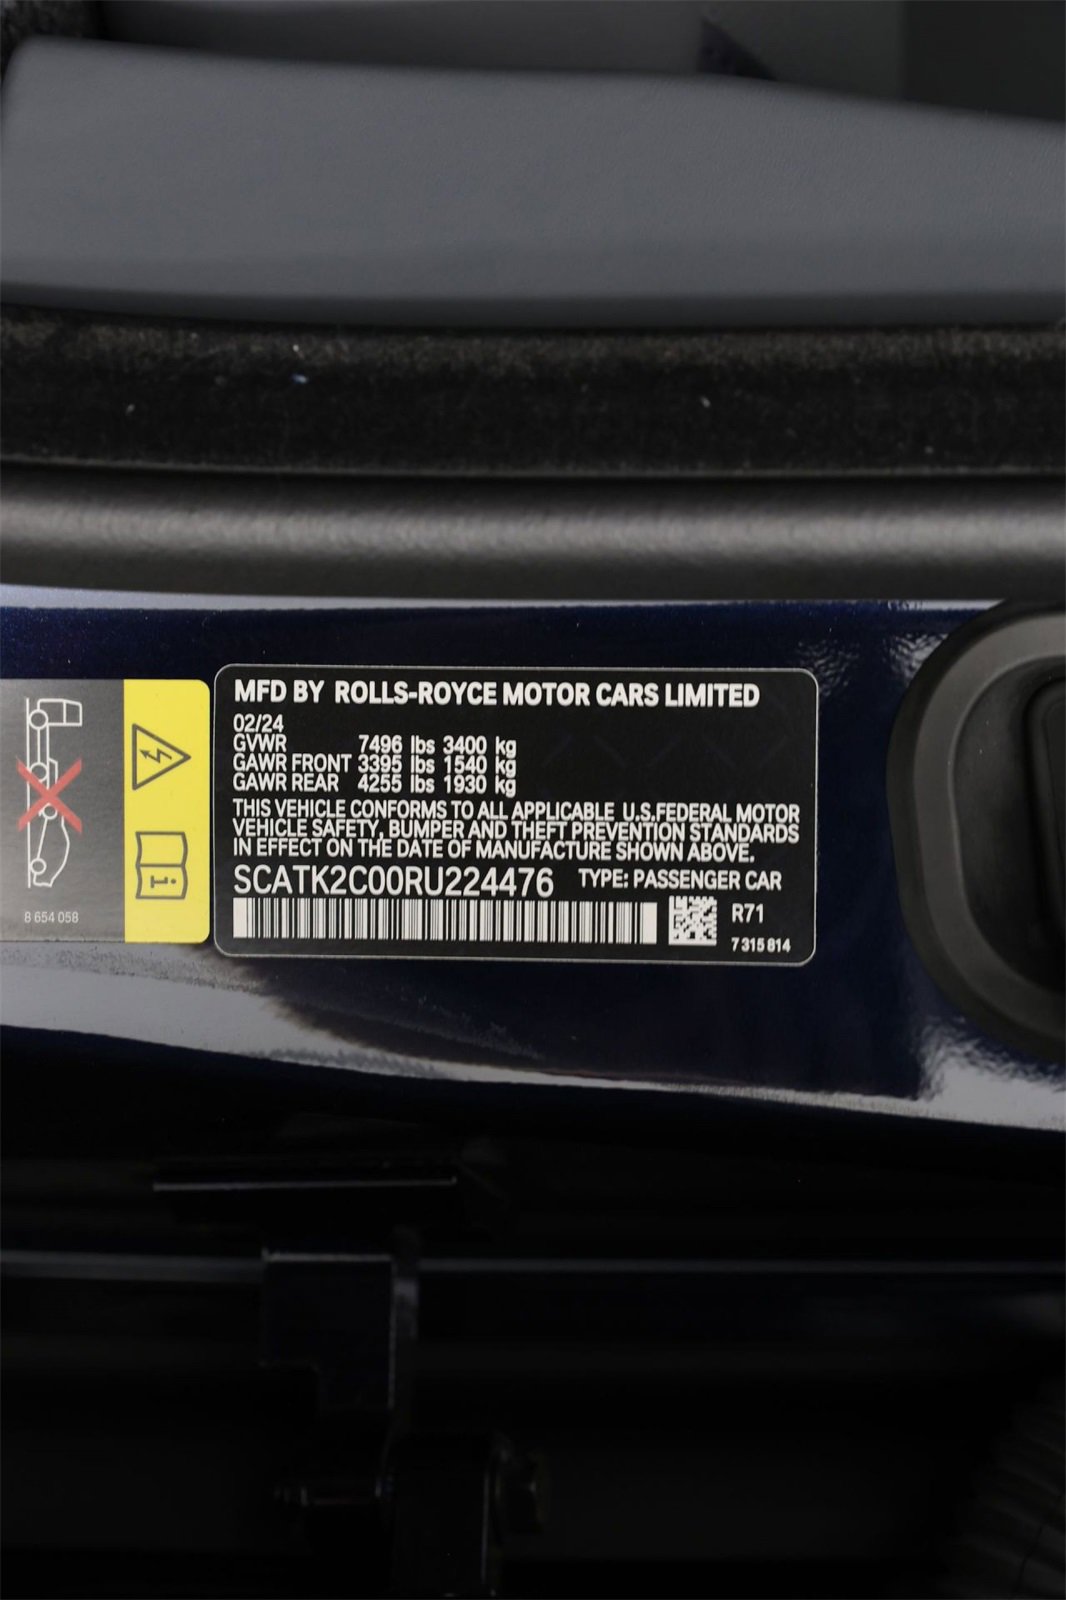 MFD BY ROLLS-ROYCE MOTOR CARS LIMITED
02/24
GVWR 7496 lbs 3400 kg
GAWR FRONT 3395 lbs 1540 kg
GAWR REAR 4255 lbs 1930 kg
THIS VEHICLE CONFORMS TO ALL APPLICABLE U.S.FEDERAL MOTOR
VEHICLE SAFETY, BUMPER AND THEFT PREVENTION STANDARDS
IN EFFECT ON THE DATE OF MANUFACTURE SHOWN ABOVE.
SCATK2C00RU224476 TYPE: PASSENGER CAR
R71
7 315 814
8 654 058